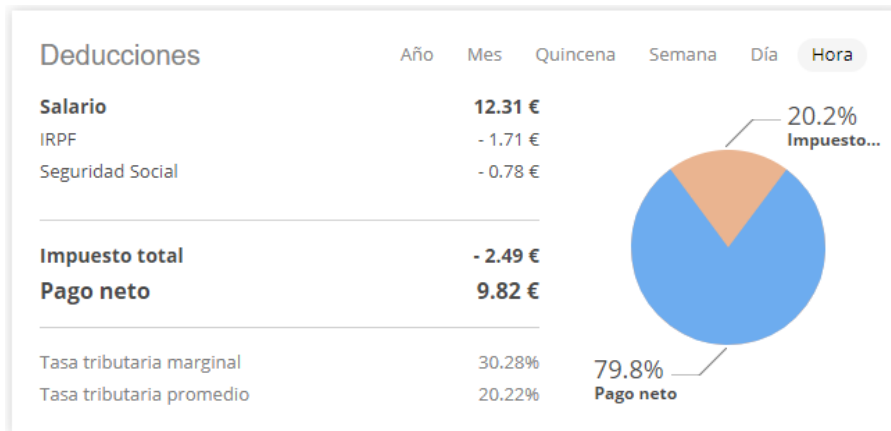 Deducciones
Año Mes Quincena Semana Día Hora
Salario 12.31 €
IRPF - 1.71 €
Seguridad Social - 0.78 €
Impuesto total - 2.49 €
Pago neto 9.82 €
Tasa tributaria marginal 30.28%
Tasa tributaria promedio 20.22%
20.2%
Impuesto...
79.8%
Pago neto